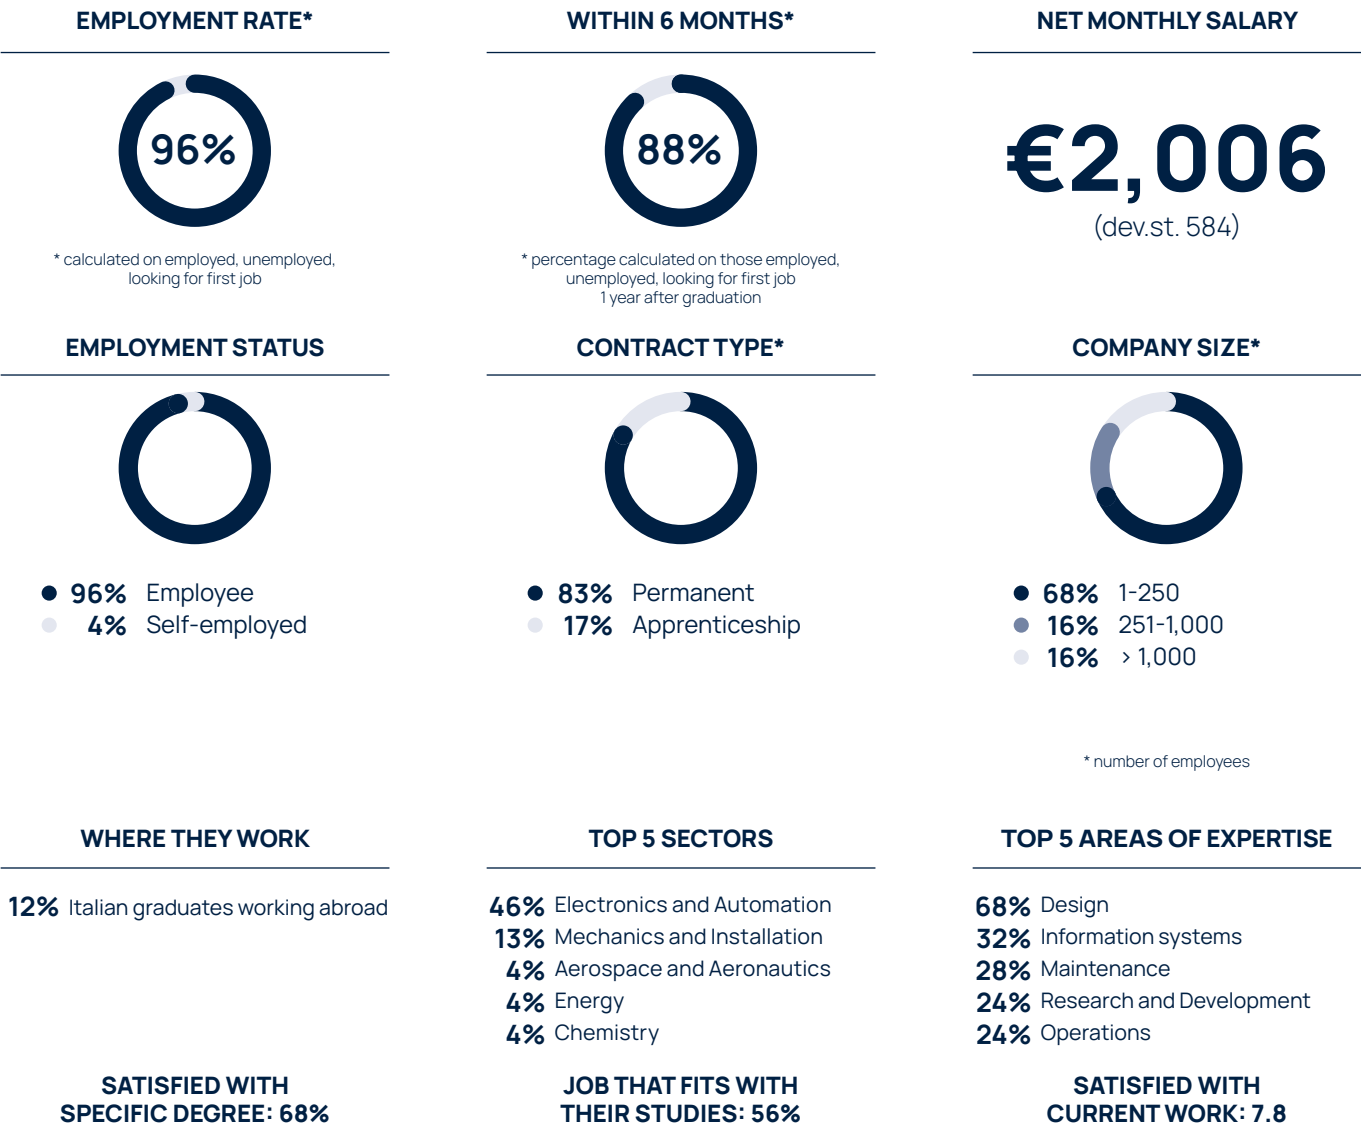 EMPLOYMENT RATE*
96%
* calculated on employed, unemployed,
looking for first job
WITHIN 6 MONTHS*
88%
* percentage calculated on those employed,
unemployed, looking for first job
1 year after graduation
NET MONTHLY SALARY
€2,006
(dev.st. 584)
EMPLOYMENT STATUS
96% Employee
4% Self-employed
CONTRACT TYPE*
83% Permanent
17% Apprenticeship
COMPANY SIZE*
68% 1-250
16% 251-1,000
16% > 1,000
* number of employees
WHERE THEY WORK
12% Italian graduates working abroad
TOP 5 SECTORS
46% Electronics and Automation
13% Mechanics and Installation
4% Aerospace and Aeronautics
4% Energy
4% Chemistry
TOP 5 AREAS OF EXPERTISE
68% Design
32% Information systems
28% Maintenance
24% Research and Development
24% Operations
SATISFIED WITH
SPECIFIC DEGREE: 68%
JOB THAT FITS WITH
THEIR STUDIES: 56%
SATISFIED WITH
CURRENT WORK: 7.8